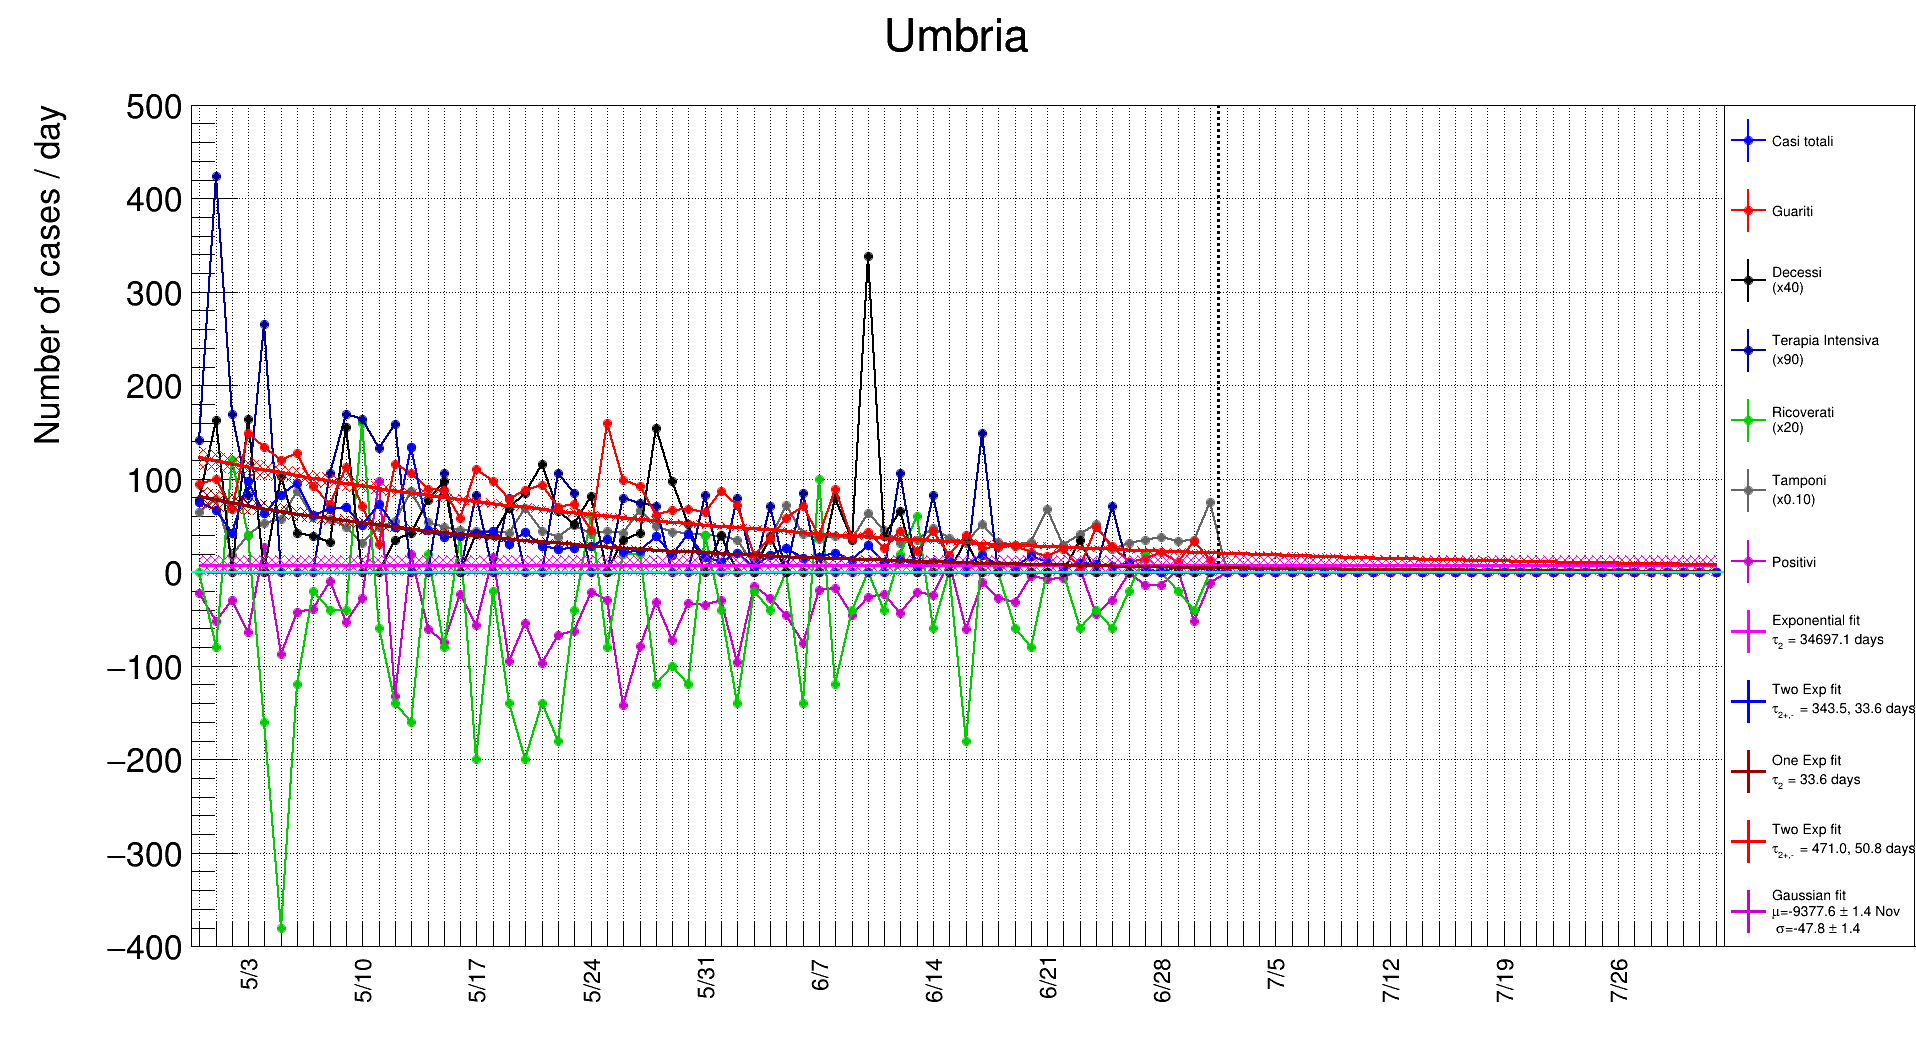 Umbria
Number of cases / day
500
400
300
200
100
0
−100
−200
−300
−400
5/3
5/10
5/17
5/24
5/31
6/7
6/14
6/21
6/28
7/5
7/12
7/19
7/26
Casi totali
Guariti
Decessi
(x40)
Terapia Intensiva
(x90)
Ricoverati
(x20)
Tamponi
(x0.10)
Positivi
Exponential fit
τ2 = 34697.1 days
Two Exp fit
τ2+,- = 343.5, 33.6 days
One Exp fit
τ2 = 33.6 days
Two Exp fit
τ2+,- = 471.0, 50.8 days
Gaussian fit
μ=-9377.6 ± 1.4 Nov
σ=-47.8 ± 1.4